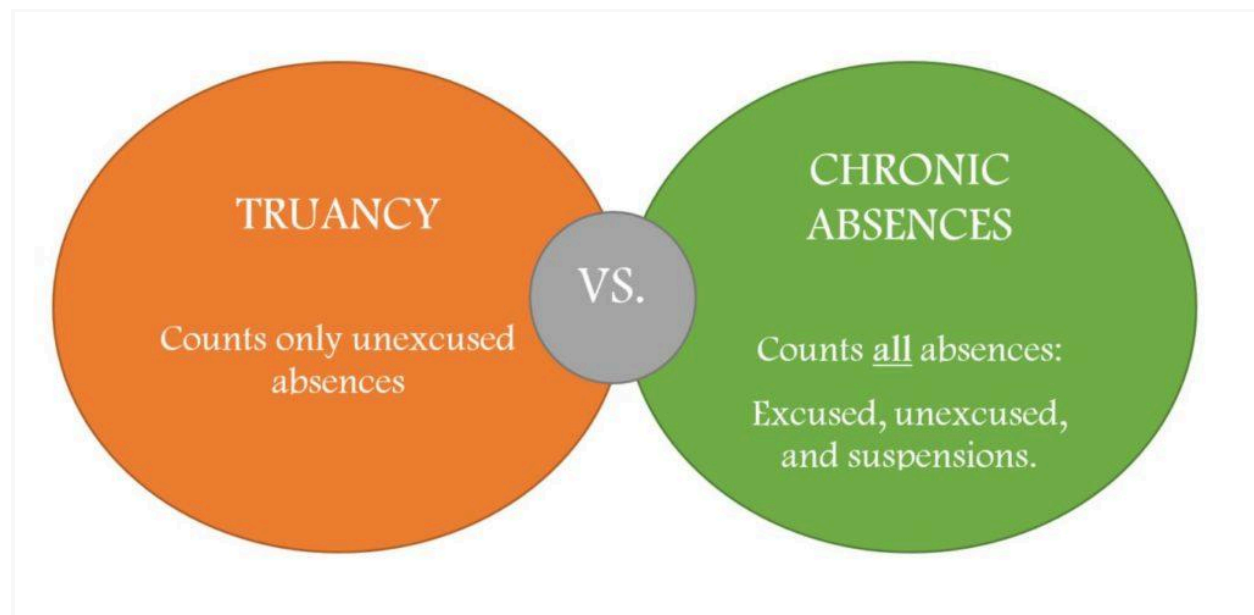 TRUANCY
Counts only unexcused
absences
VS.
CHRONIC
ABSENCES
Counts all absences:
Excused, unexcused,
and suspensions.